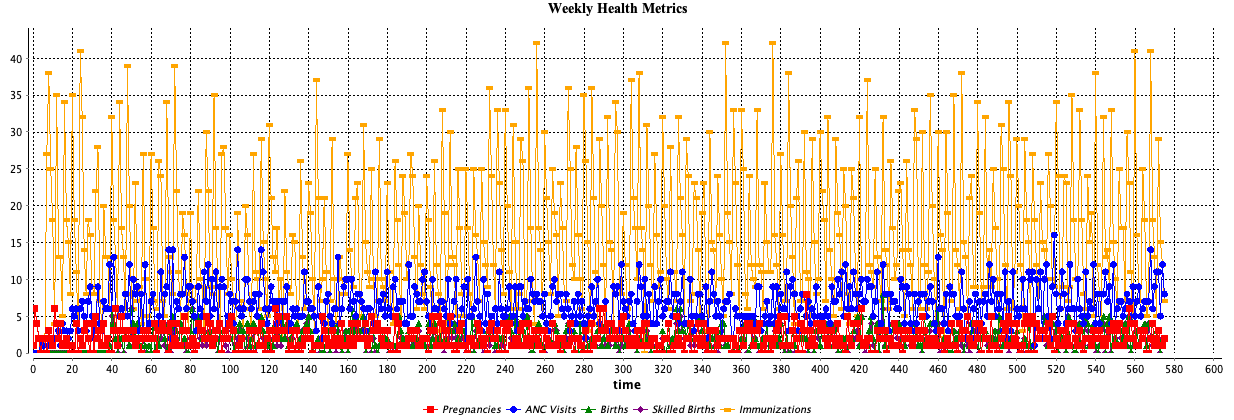 Weekly Health Metrics
40
35
30
25
20
15
10
5
0
0 20 40 60 80 100 120 140 160 180 200 220 240 260 280 300 320 340 360 380 400 420 440 460 480 500 520 540 560 580 600
time
Pregnancies ANC Visits Births Skilled Births Immunizations